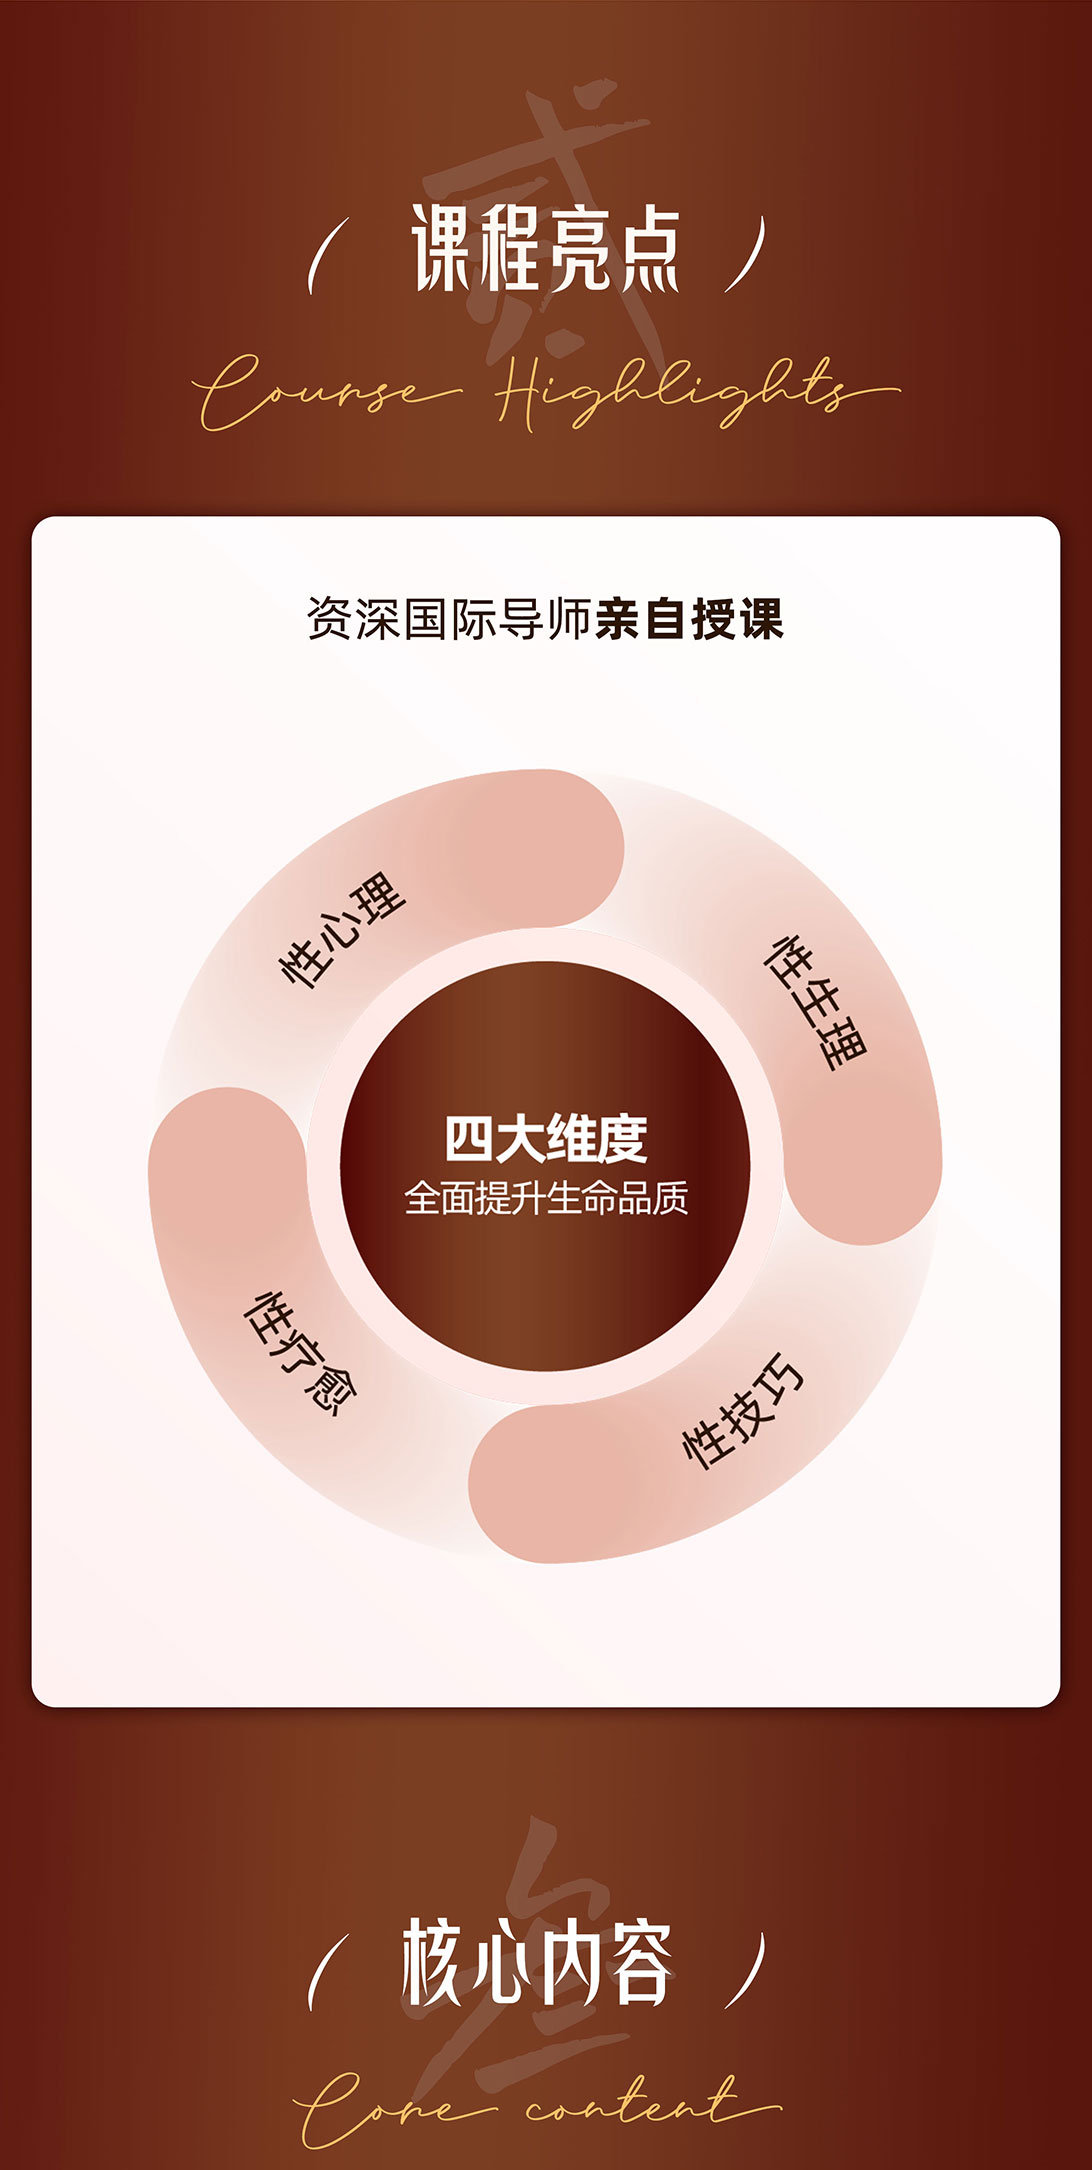 贰
课程亮点
Course Highlights
资深国际导师亲自授课
性心理
性生理
四大维度
全面提升生命品质
性疗愈
性技巧
叁
核心内容
Core content